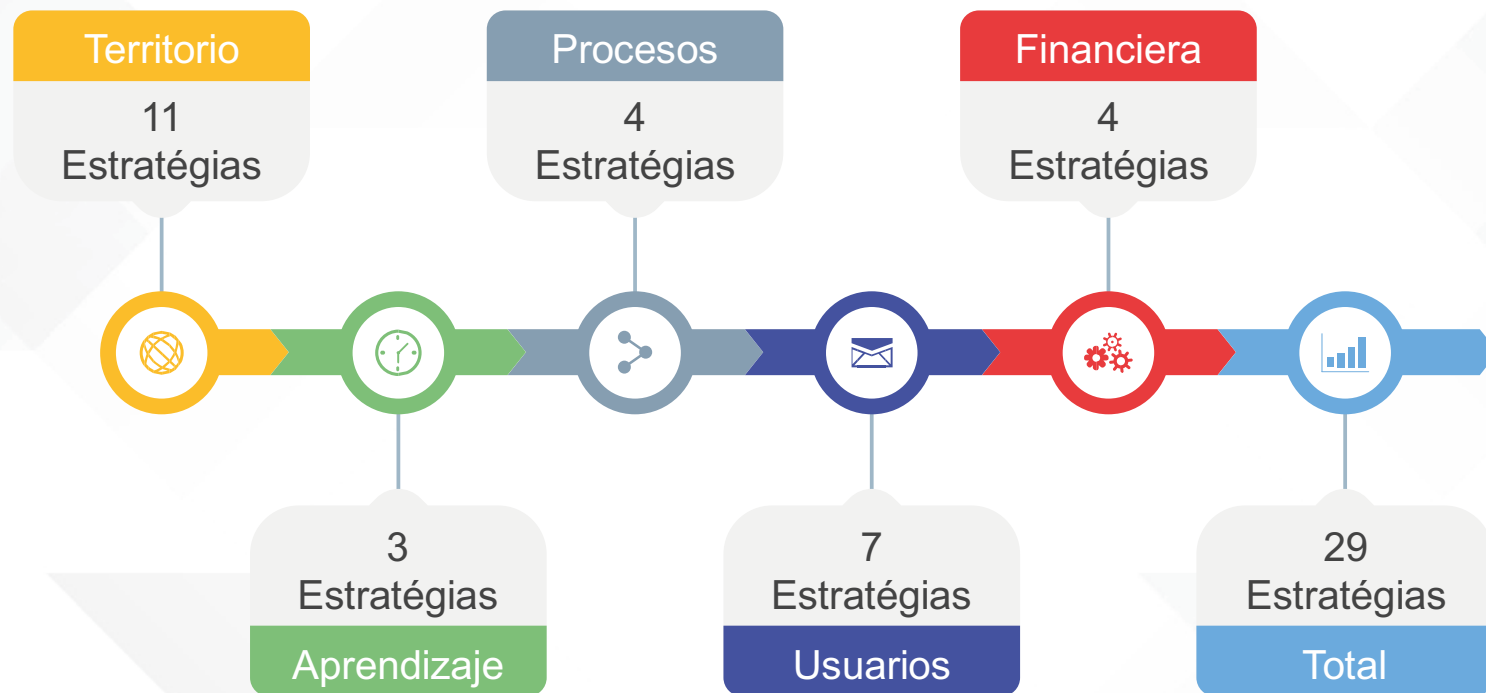 Territorio
11
Estratégias
Procesos
4
Estratégias
Financiera
4
Estratégias
3
Estratégias
Aprendizaje
7
Estratégias
Usuarios
29
Estratégias
Total